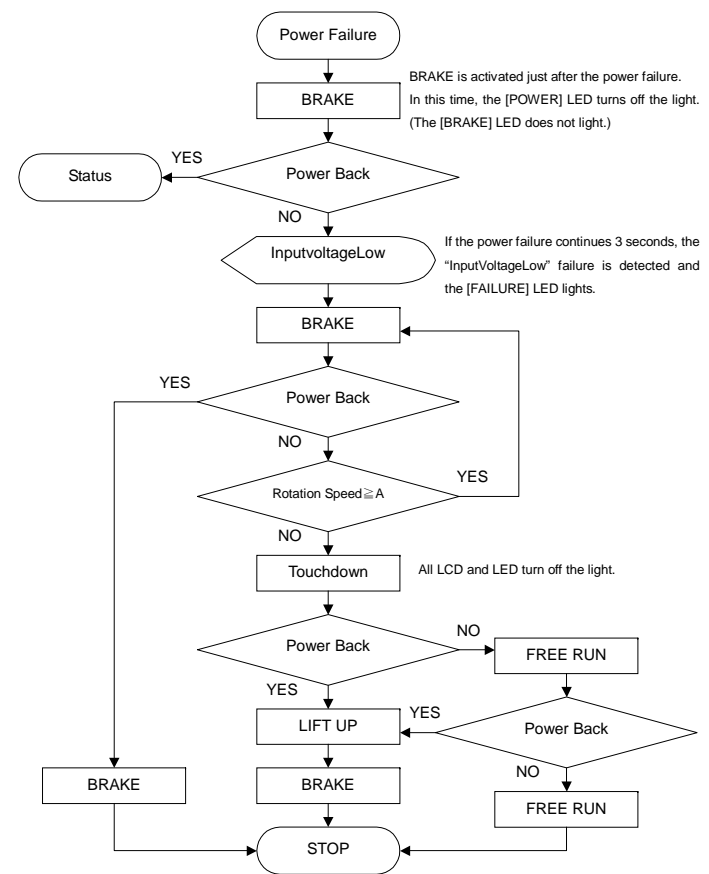 Power Failure
BRAKE
BRAKE is activated just after the power failure.
In this time, the [POWER] LED turns off the light.
(The [BRAKE] LED does not light.)
YES
Status
Power Back
NO
InputvoltageLow
If the power failure continues 3 seconds, the
“InputVoltageLow” failure is detected and
the [FAILURE] LED lights.
BRAKE
YES
Power Back
NO
YES
Rotation Speed≧A
NO
Touchdown
All LCD and LED turn off the light.
Power Back
NO
FREE RUN
YES
LIFT UP
YES
Power Back
NO
BRAKE
BRAKE
FREE RUN
STOP